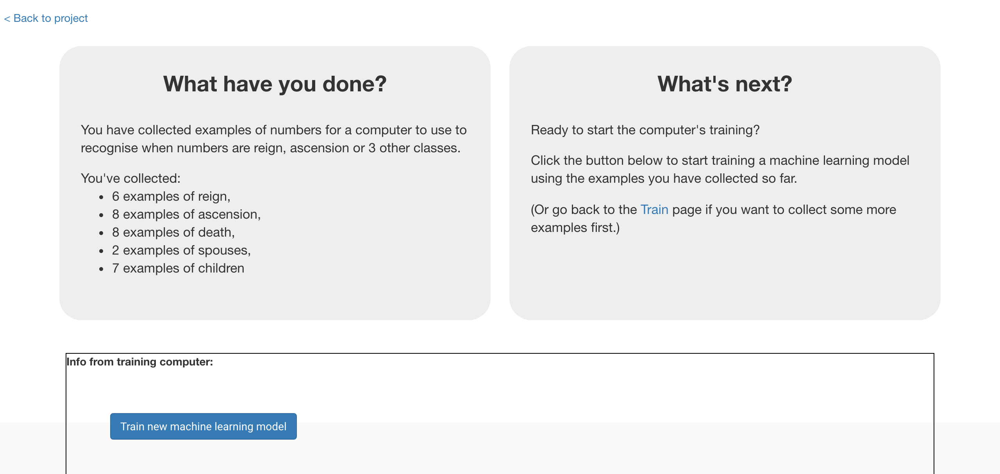 < Back to project
What have you done?
You have collected examples of numbers for a computer to use to
recognise when numbers are reign, ascension or 3 other classes.
You've collected:
• 6 examples of reign,
• 8 examples of ascension,
• 8 examples of death,
• 2 examples of spouses,
• 7 examples of children
What's next?
Ready to start the computer's training?
Click the button below to start training a machine learning model
using the examples you have collected so far.
(Or go back to the Train page if you want to collect some more
examples first.)
Info from training computer:
Train new machine learning model